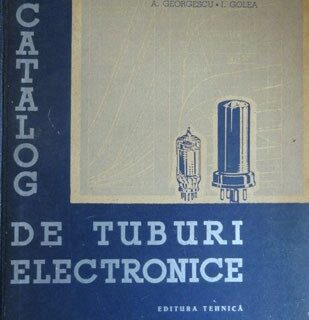 A. GEORGESCU • I. GOLEA
CATALOG
DE TUBURI
ELECTRONICE
EDITURA TEHNICĂ